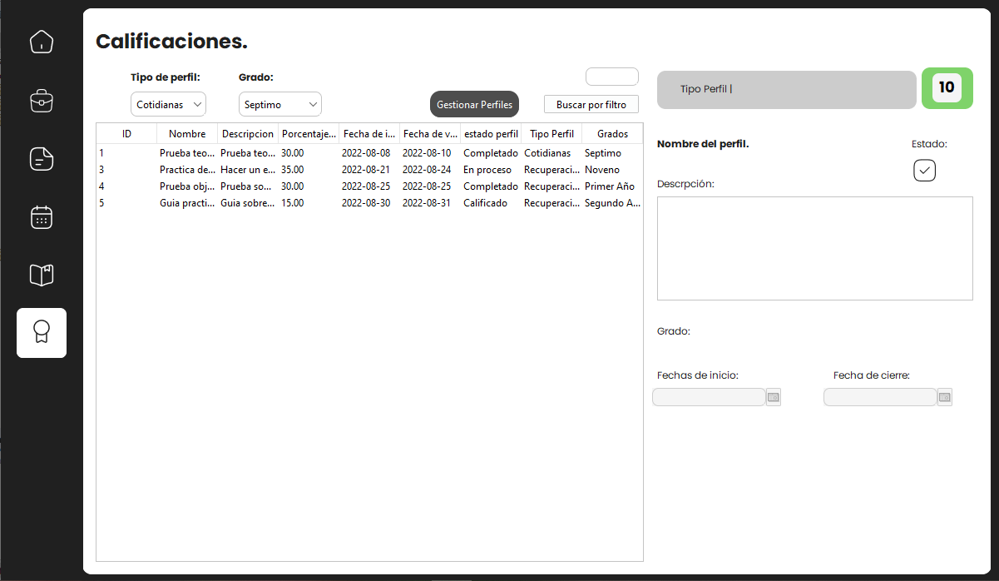 Calificaciones.
Tipo de perfil: Grado:
Cotidianas Septimo Gestionar Perfiles Buscar por filtro
ID Nombre Descripcion Porcentaje... Fecha de i... Fecha de v... estado perfil Tipo Perfil Grados
1 Prueba teo... Prueba teo... 30.00 2022-08-08 2022-08-10 Completado Cotidianas Septimo
3 Practica de... Hacer un e... 35.00 2022-08-21 2022-08-24 En proceso Recuperaci... Noveno
4 Prueba obj... Prueba so... 30.00 2022-08-25 2022-08-25 Completado Recuperaci... Primer Año
5 Guia practi... Guia sobre... 15.00 2022-08-30 2022-08-31 Calificado Recuperaci... Segundo A...
Tipo Perfil | 10
Nombre del perfil. Estado:
Descrpción:
Grado:
Fechas de inicio: Fecha de cierre: